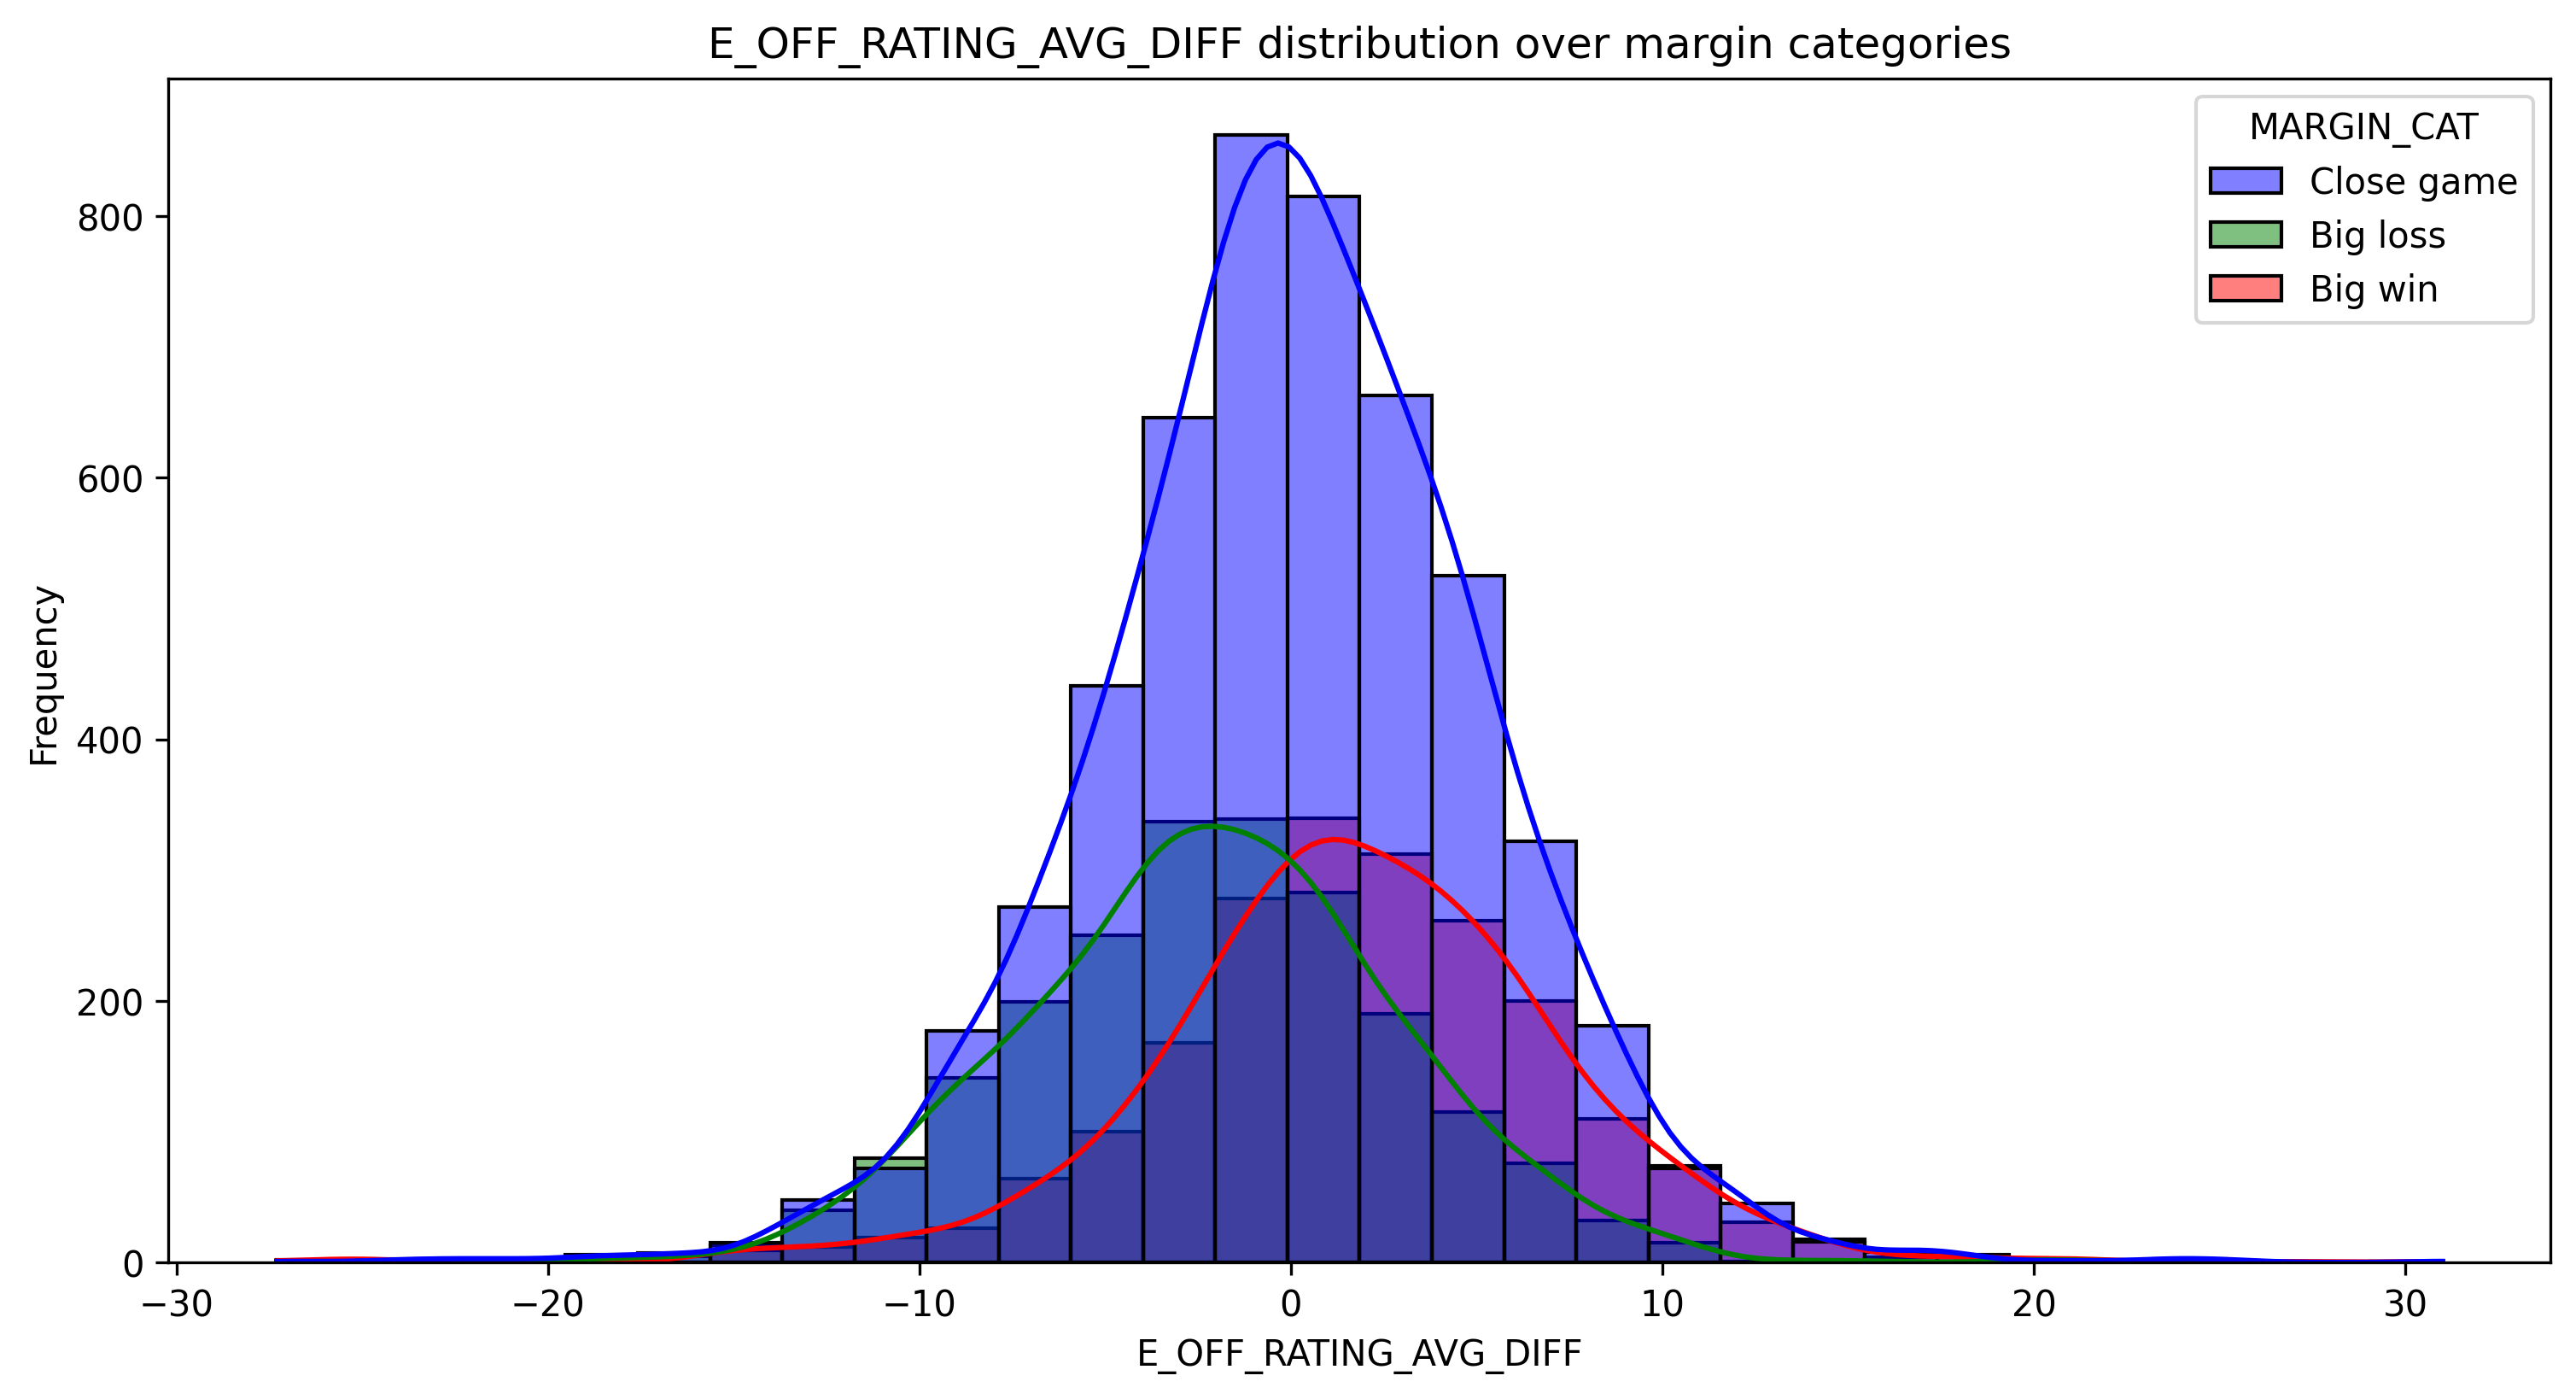 E_OFF_RATING_AVG_DIFF distribution over margin categories
MARGIN_CAT
Close game
Big loss
Big win
Frequency
800
600
400
200
0
−30
−20
−10
0
10
20
30
E_OFF_RATING_AVG_DIFF